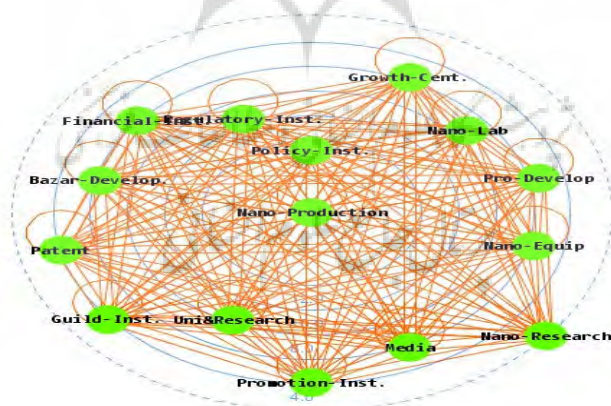 Growth-Cent.
Regulatory-Inst.
Nano-Lab
Policy-Inst.
Bazar-Develop.
Pro-Develop
Nano-Production
Patent
Nano-Equip
Guild-Inst.
Uni&Research
Nano-Research
Media
Promotion-Inst.
4.0